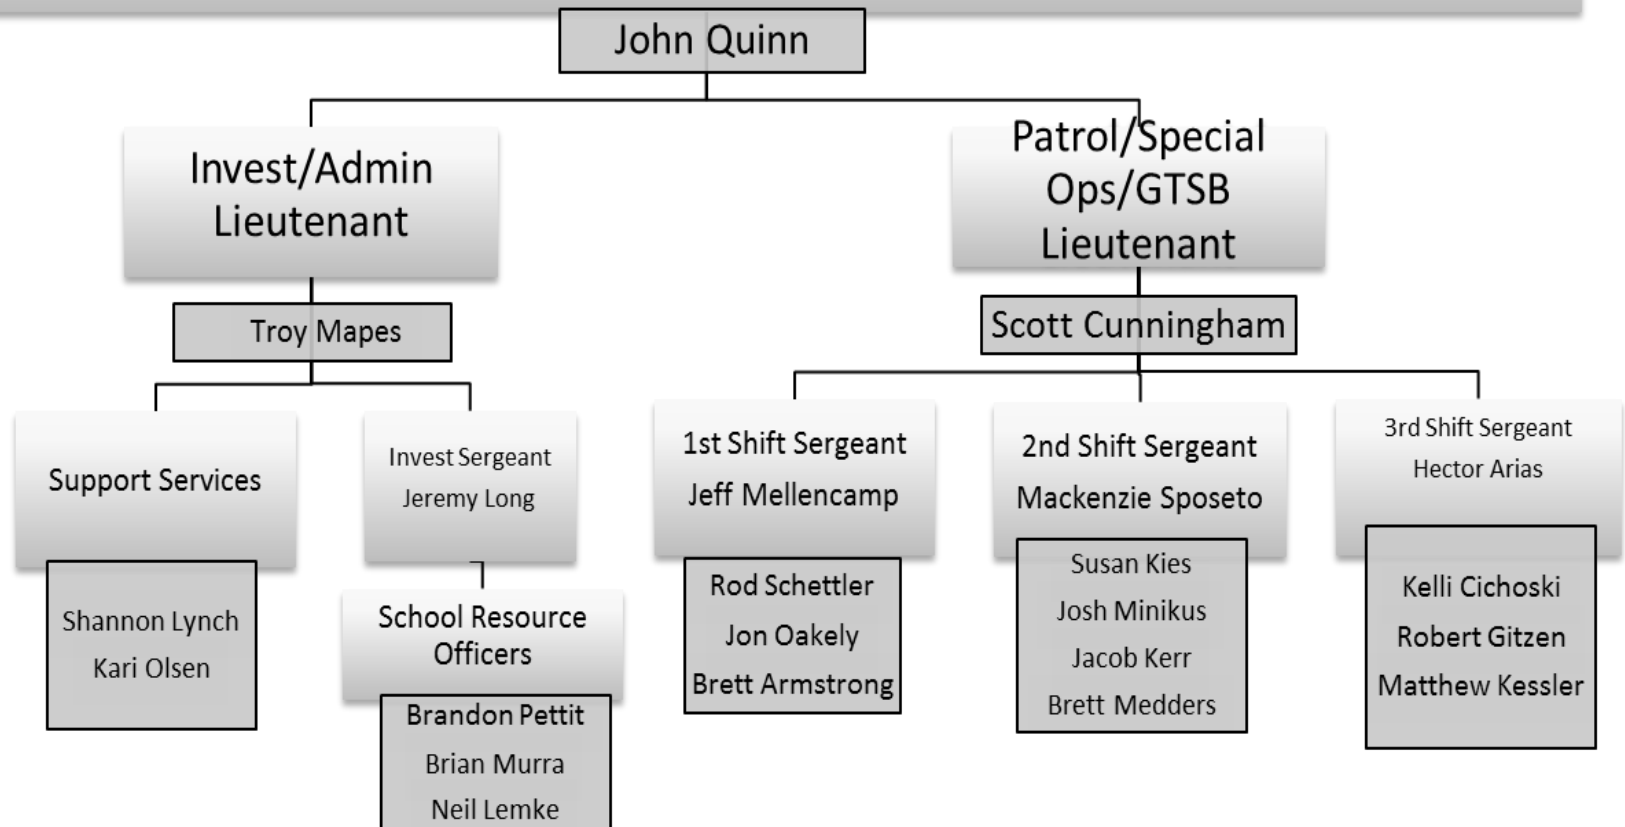 John Quinn
Invest/Admin
Lieutenant
Troy Mapes
Support Services
Shannon Lynch
Kari Olsen
Invest Sergeant
Jeremy Long
School Resource
Officers
Brandon Pettit
Brian Murra
Neil Lemke
Patrol/Special
Ops/GTSB
Lieutenant
Scott Cunningham
1st Shift Sergeant
Jeff Mellencamp
Rod Schettler
Jon Oakely
Brett Armstrong
2nd Shift Sergeant
Mackenzie Sposeto
Susan Kies
Josh Minikus
Jacob Kerr
Brett Medders
3rd Shift Sergeant
Hector Arias
Kelli Cichoski
Robert Gitzen
Matthew Kessler